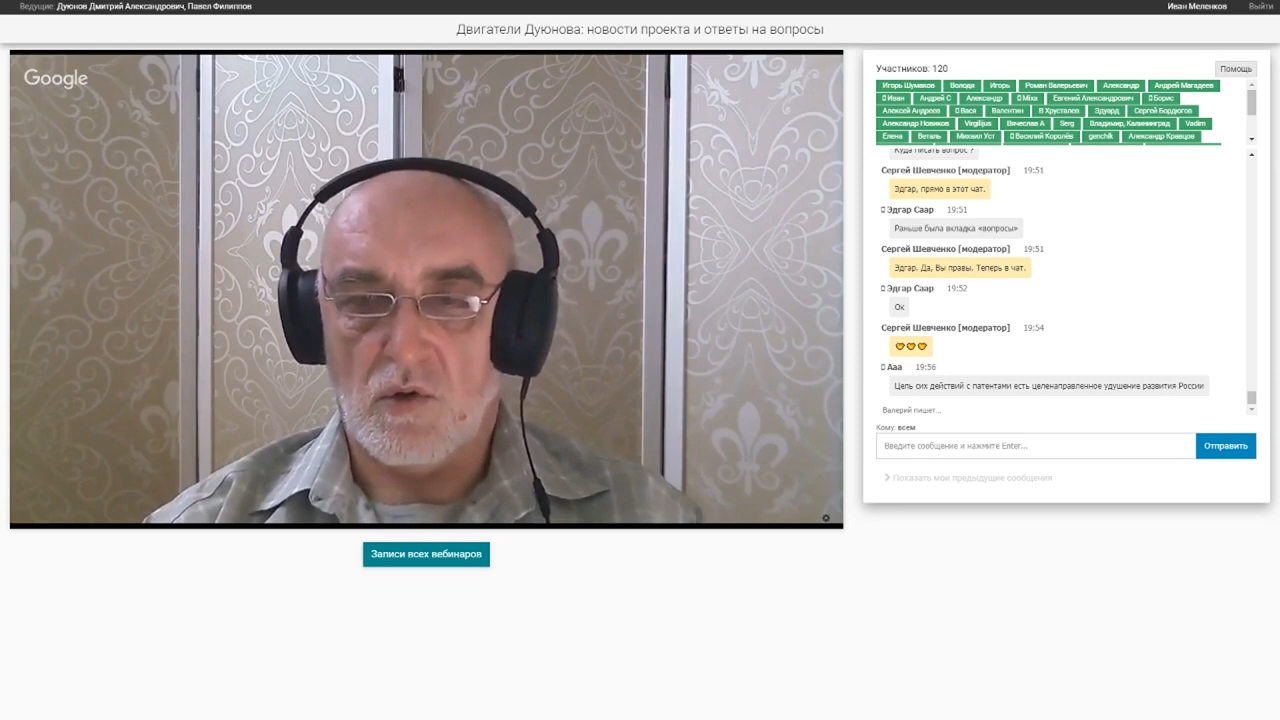 Ведущие: Дуюнов Дмитрий Александрович, Павел Филиппов
Иван Меленков
Выйти
Двигатели Дуюнова: новости проекта и ответы на вопросы
Google
Участников: 120
Помощь
Игорь Шумаков Володя Игорь Роман Валерьевич Александр Андрей Магадеев
Иван Андрей С Александр Міха Евгений Александрович Борис
Алексей Андреев Вася Валентин В Хрусталев Эдуард Сергей Бордюгов
Александр Новиков Virgilijus Вячеслав А Serg Владимир, Калининград Vadim
Елена Виталь Михаил Уст Василий Королёв genchik Александр Кравцов
Куда писать вопрос ?
Сергей Шевченко [модератор] 19:51
Эдгар, прямо в этот чат.
Эдгар Саар 19:51
Раньше была вкладка «вопросы»
Сергей Шевченко [модератор] 19:51
Эдгар. Да, Вы правы. Теперь в чат.
Эдгар Саар 19:52
Ок
Сергей Шевченко [модератор] 19:54
Ааа 19:56
Цель сих действий с патентами есть целенаправленное удушение развития России
Валерий пишет...
Кому: всем
Введите сообщение и нажмите Enter...
Отправить
Показать мои предыдущие сообщения
Записи всех вебинаров